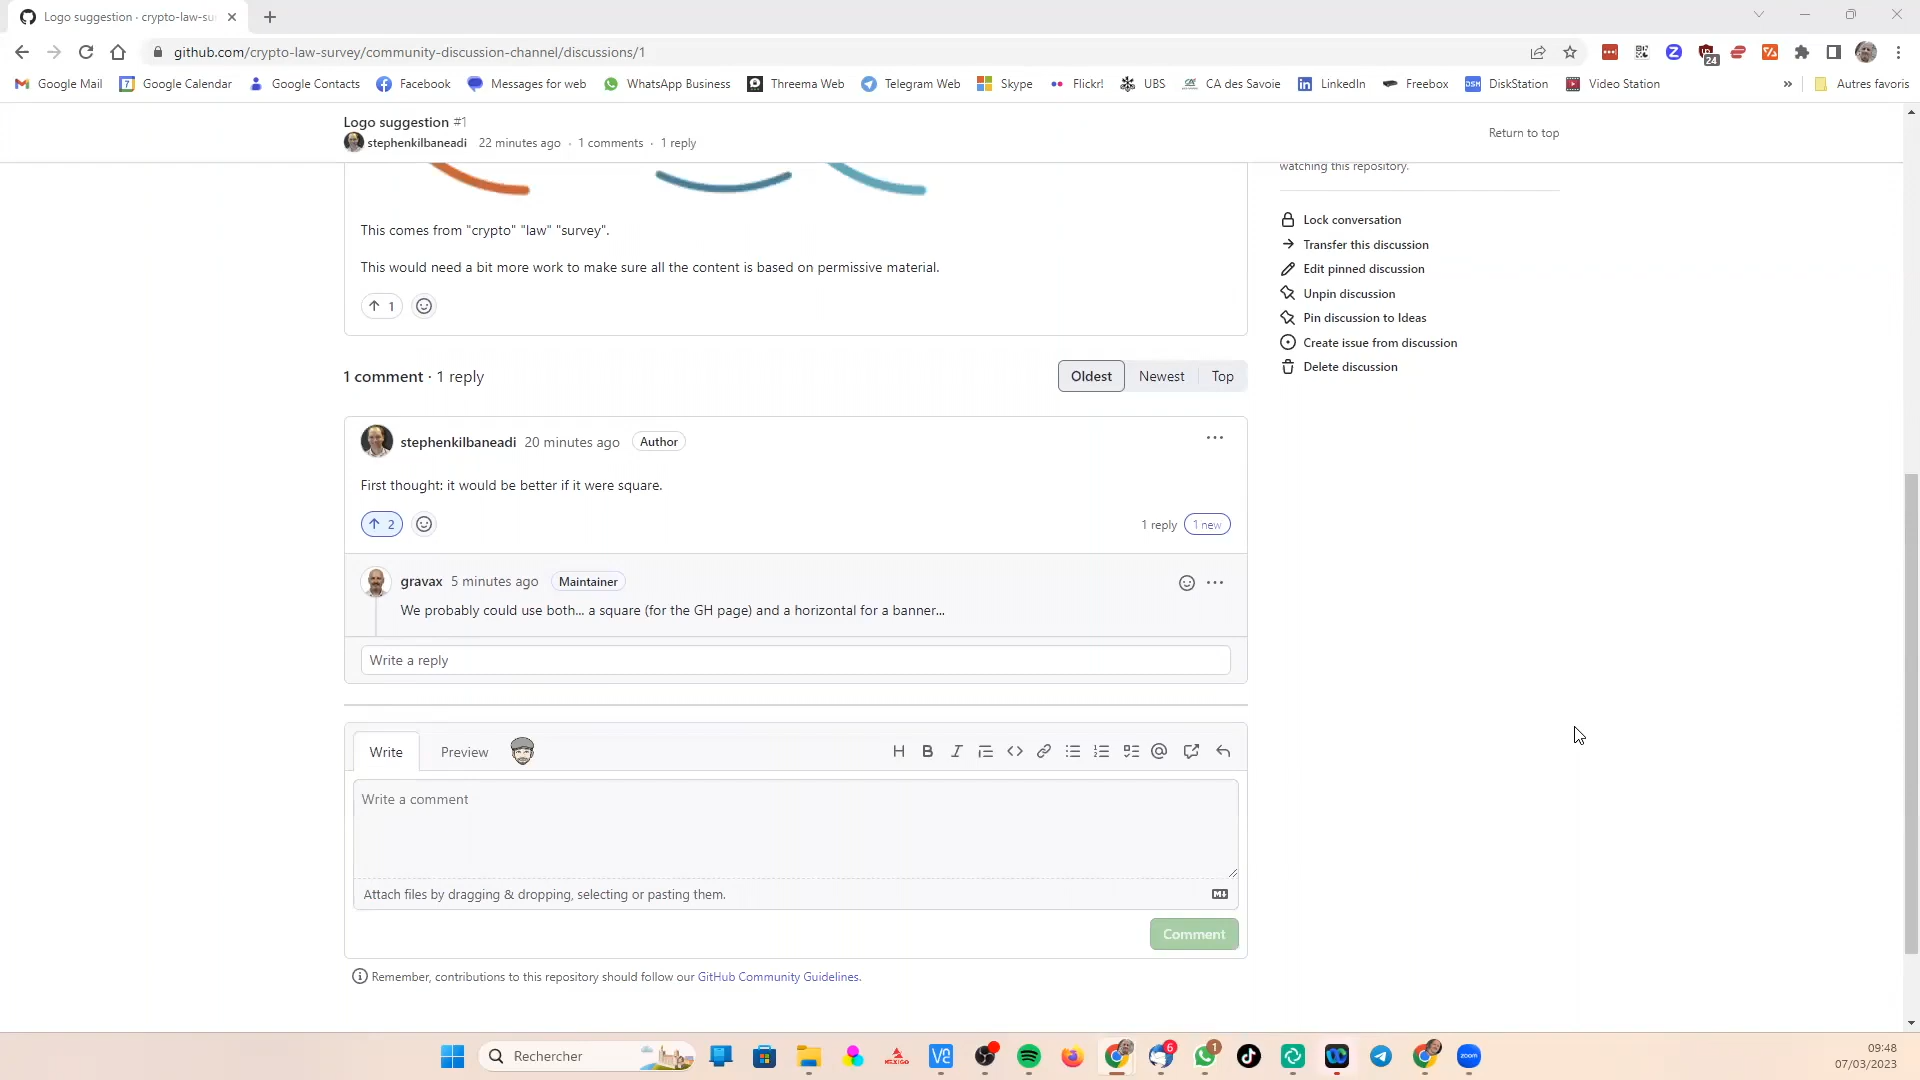 Logo suggestion · crypto-law-su
github.com/crypto-law-survey/community-discussion-channel/discussions/1
24
Google Mail
Google Calendar
Google Contacts
Facebook
Messages for web
WhatsApp Business
Threema Web
Telegram Web
Skype
Flickr!
UBS
CA des Savoie
LinkedIn
Freebox
DiskStation
Video Station
»
Autres favoris
Logo suggestion #1
stephenkilbaneadi 22 minutes ago · 1 comments · 1 reply
Return to top
watching this repository.
Lock conversation
Transfer this discussion
Edit pinned discussion
Unpin discussion
Pin discussion to Ideas
Create issue from discussion
Delete discussion
This comes from "crypto" "law" "survey".
This would need a bit more work to make sure all the content is based on permissive material.
1
1 comment · 1 reply
Oldest Newest Top
stephenkilbaneadi 20 minutes ago Author
First thought: it would be better if it were square.
2
1 reply 1 new
gravax 5 minutes ago Maintainer
We probably could use both... a square (for the GH page) and a horizontal for a banner...
Write a reply
Write Preview
Write a comment
Attach files by dragging & dropping, selecting or pasting them.
Comment
Remember, contributions to this repository should follow our GitHub Community Guidelines.
Rechercher
6
1
zoom
09:48
07/03/2023